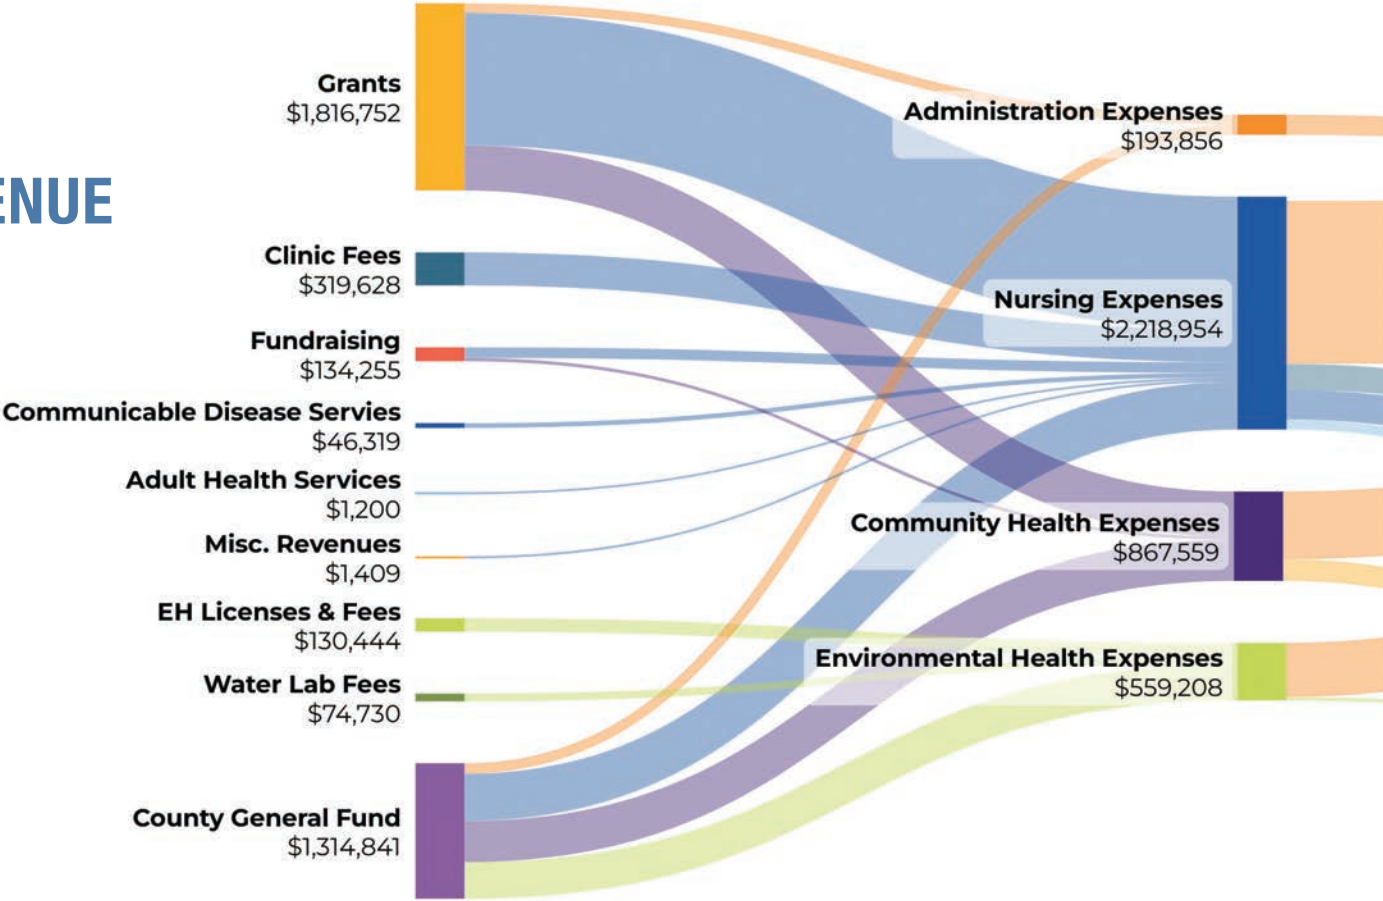 Grants
$1,816,752
ENUE
Clinic Fees
$319,628
Fundraising
$134,255
Communicable Disease Servies
$46,319
Adult Health Services
$1,200
Misc. Revenues
$1,409
EH Licenses & Fees
$130,444
Water Lab Fees
$74,730
County General Fund
$1,314,841
Administration Expenses
$193,856
Nursing Expenses
$2,218,954
Community Health Expenses
$867,559
Environmental Health Expenses
$559,208